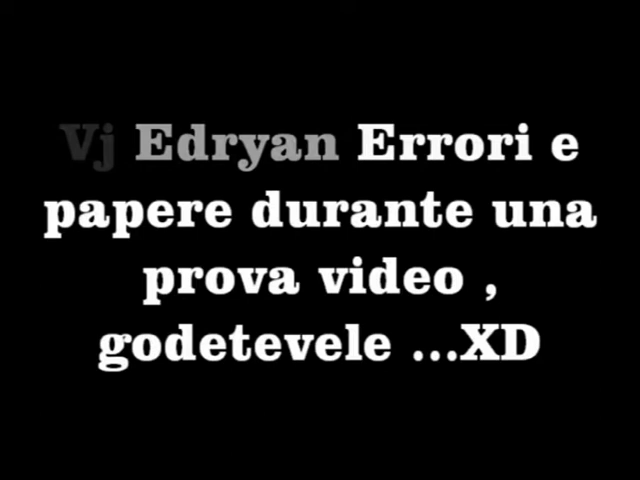 Vj Edryan Errori e
papere durante una
prova video ,
godetevele ...XD